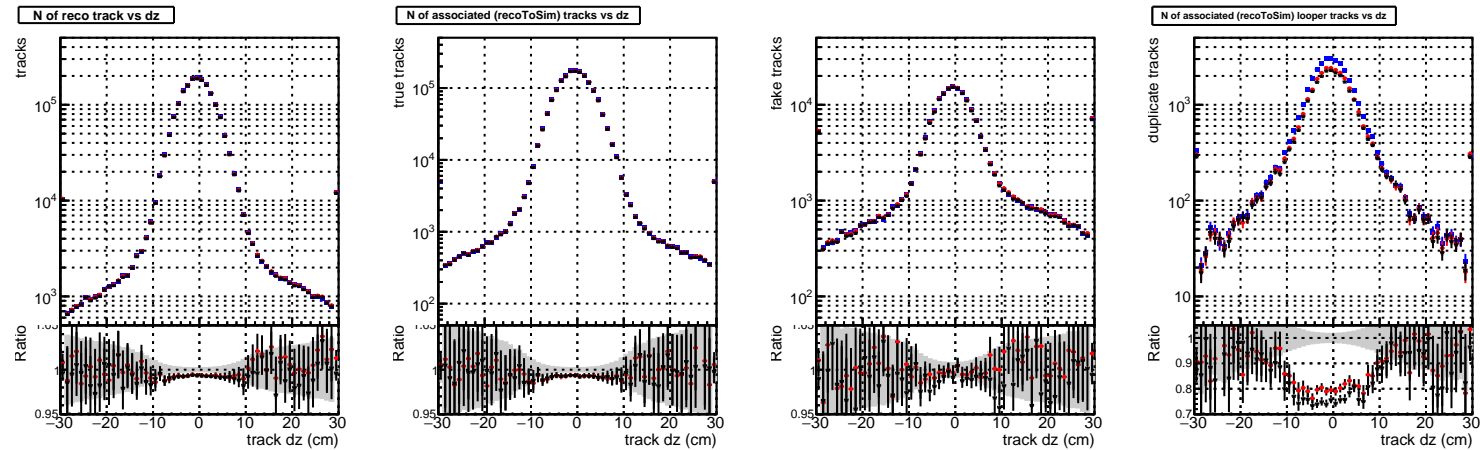 N of reco track vs dz
tracks
10^5
10^4
10^3
Ratio
1
0.95
−30 −20 −10 0 10 20 30
track dz (cm)
N of associated (recoToSim) tracks vs dz
true tracks
10^5
10^4
10^3
10^2
Ratio
1
0.95
−30 −20 −10 0 10 20 30
track dz (cm)
fake tracks
10^4
10^3
10^2
Ratio
1
0.95
−30 −20 −10 0 10 20 30
track dz (cm)
N of associated (recoToSim) looper tracks vs dz
duplicate tracks
10^3
10^2
10
Ratio
1
0.9
0.8
0.7
−30 −20 −10 0 10 20 30
track dz (cm)